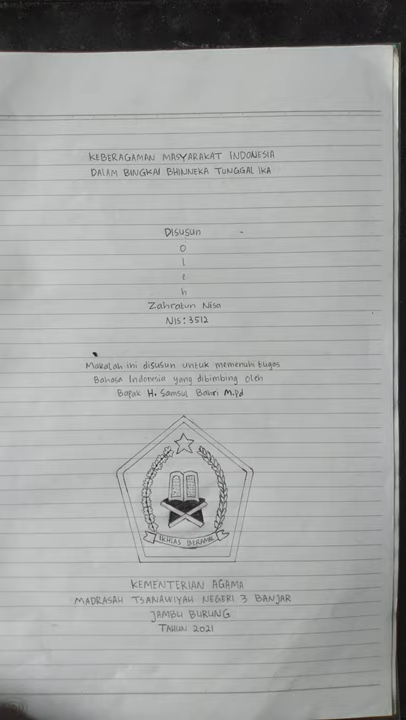 KEBERAGAMAN MASYARAKAT INDONESIA
DALAM BINGKAI BHINNEKA TUNGGAL IKA
Disusun
O
l
e
h
Zahratun Nisa
Nis : 3512
Makalah ini disusun untuk memenuhi tugas
Bahasa Indonesia yang dibimbing oleh
Bapak H. Samsul Bahri M.pd
IKHLAS BERAMAL
KEMENTERIAN AGAMA
MADRASAH TSANAWIYAH NEGERI 3 BANJAR
JAMBU BURUNG
TAHUN 2021